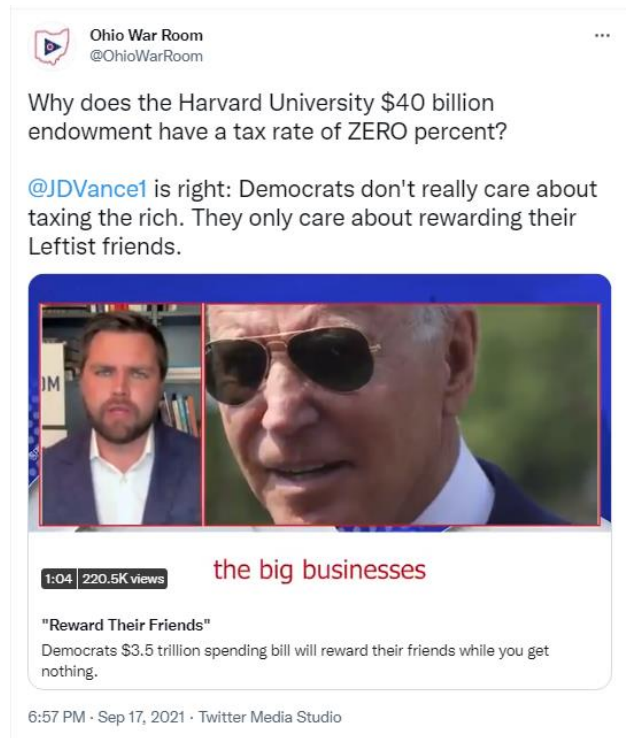 Ohio War Room
@OhioWarRoom
Why does the Harvard University $40 billion
endowment have a tax rate of ZERO percent?
@JDVance1 is right: Democrats don't really care about
taxing the rich. They only care about rewarding their
Leftist friends.
OM
1:04 220.5K views
the big businesses
"Reward Their Friends"
Democrats $3.5 trillion spending bill will reward their friends while you get
nothing.
6:57 PM · Sep 17, 2021 · Twitter Media Studio